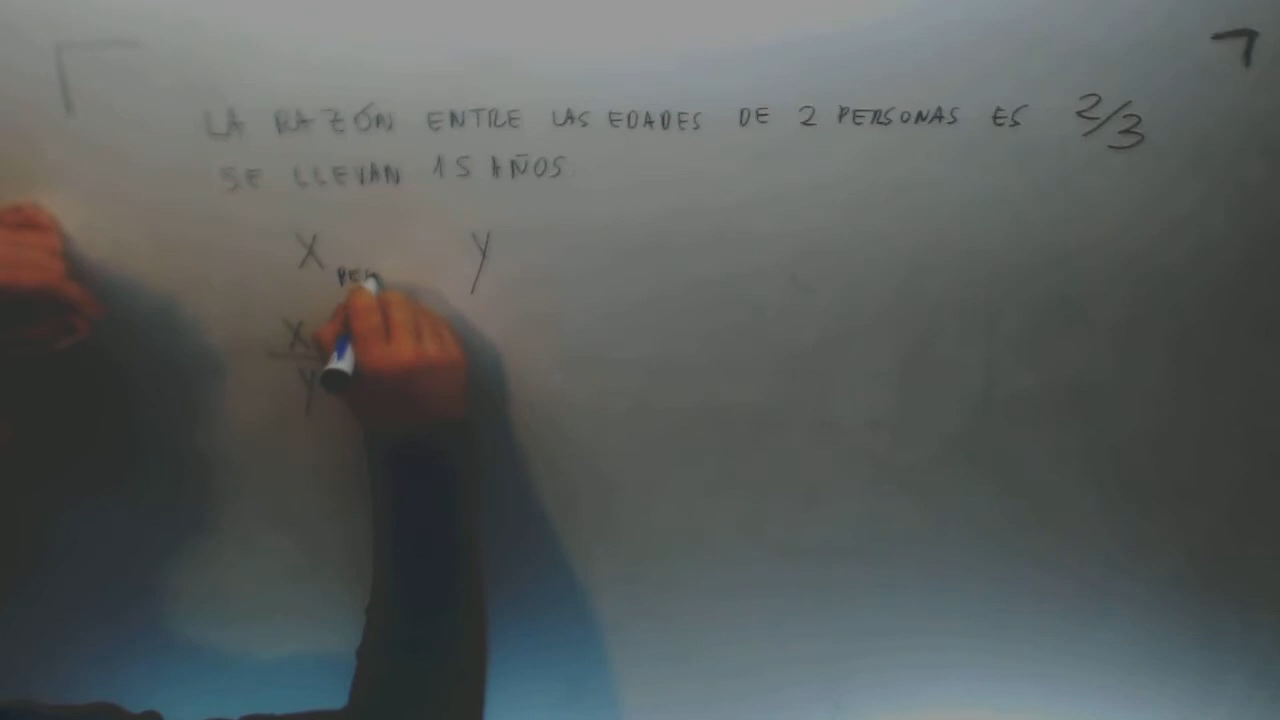 LA RAZÓN ENTRE LAS EDADES DE 2 PERSONAS ES 2/3
SE LLEVAN 15 AÑOS
X y
X
y